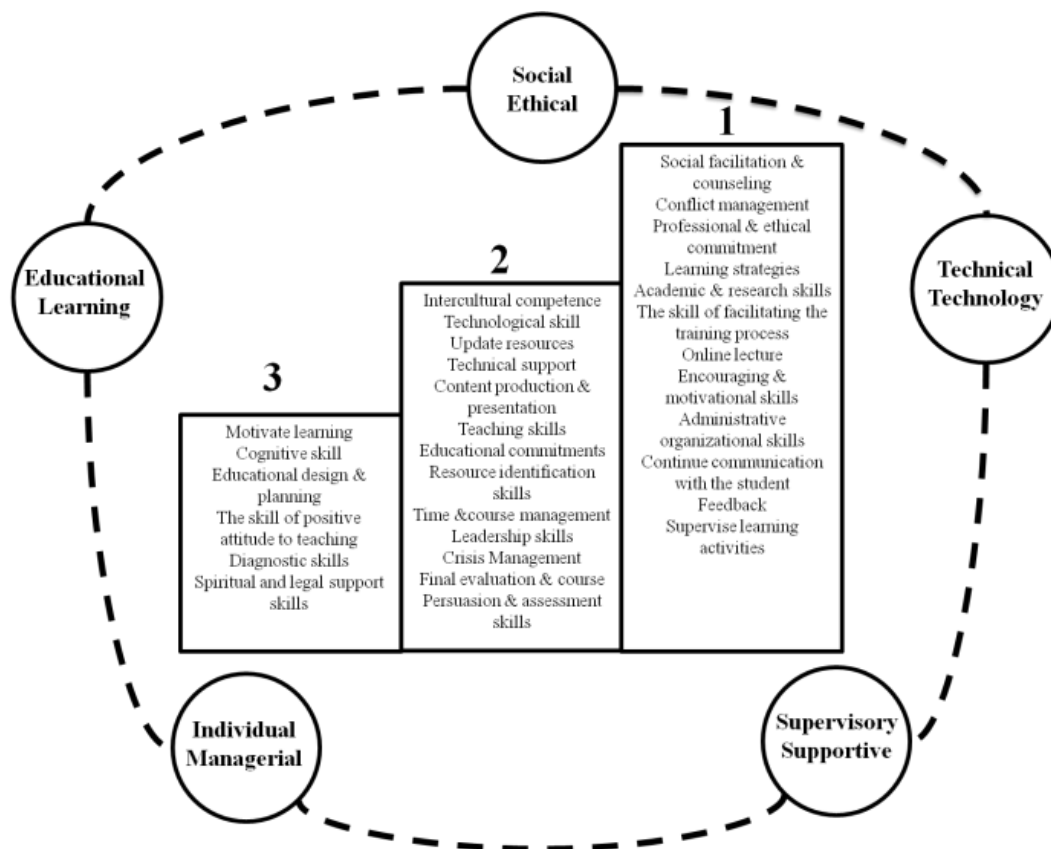 Social
Ethical
1
Social facilitation &
counseling
Conflict management
Professional & ethical
commitment
Learning strategies
Academic & research skills
The skill of facilitating the
training process
Online lecture
Encouraging &
motivational skills
Administrative
organizational skills
Continue communication
with the student
Feedback
Supervise learning
activities
Educational
Learning
2
Intercultural competence
Technological skill
Update resources
Technical support
Content production &
presentation
Teaching skills
Educational commitments
Resource identification
skills
Time &course management
Leadership skills
Crisis Management
Final evaluation & course
Persuasion & assessment
skills
Technical
Technology
3
Motivate learning
Cognitive skill
Educational design &
planning
The skill of positive
attitude to teaching
Diagnostic skills
Spiritual and legal support
skills
Individual
Managerial
Supervisory
Supportive